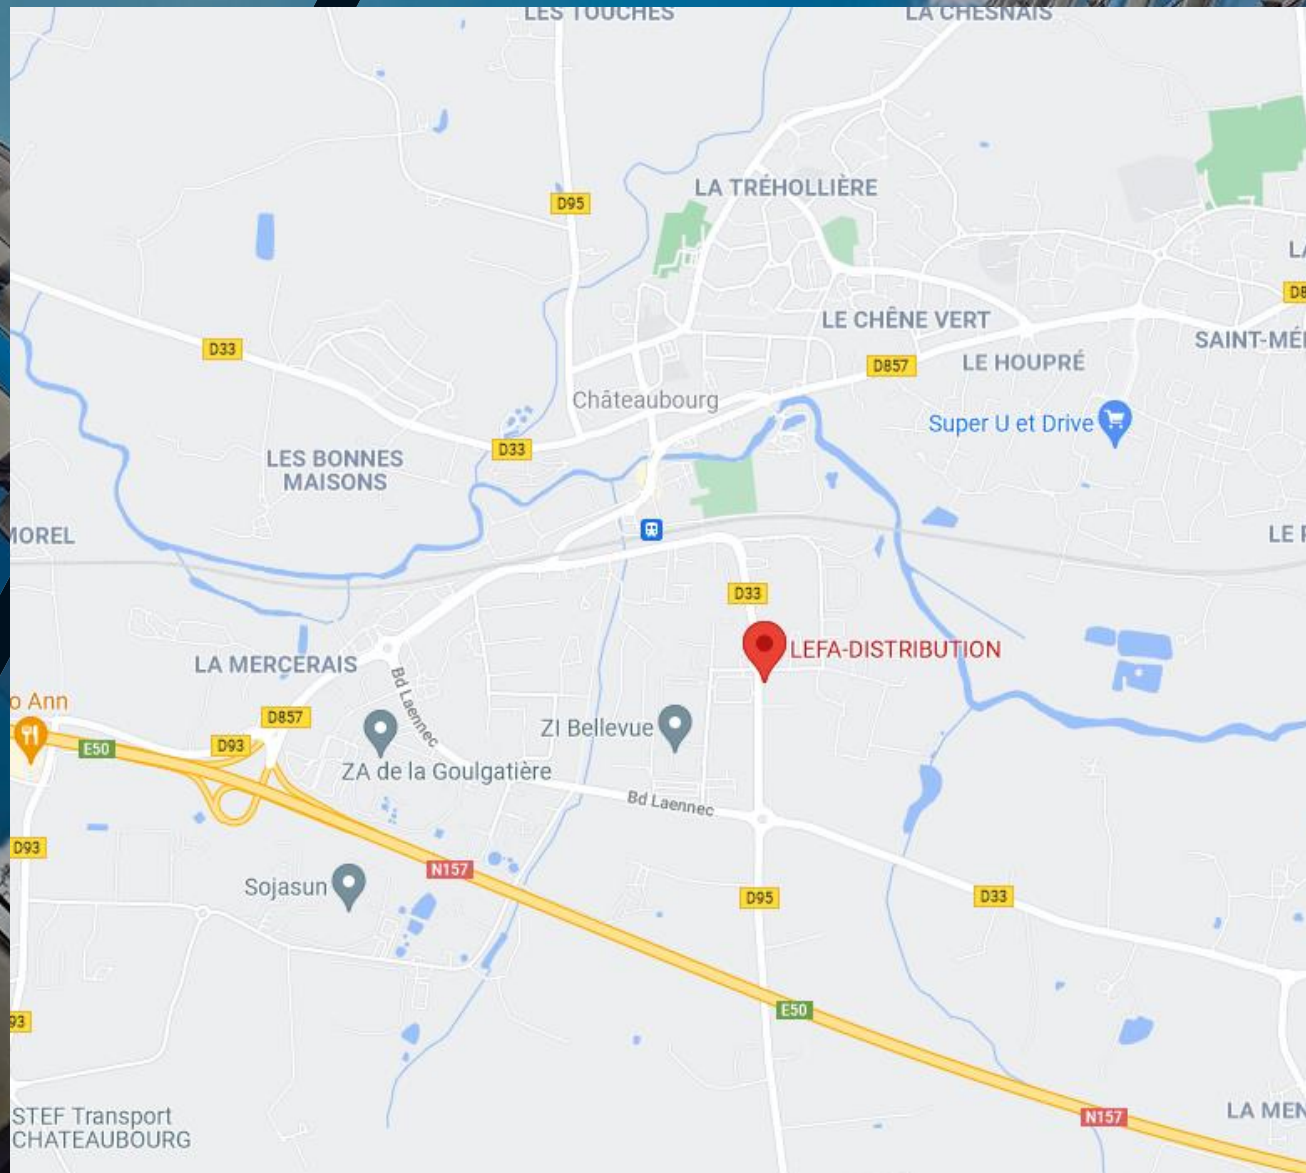 LES TOUCHES
LA CHESNAIS
LA TRÉHOLLIÈRE
D95
D33
LE CHÊNE VERT
SAINT-MÉ
D857
LE HOUPRÉ
Châteaubourg
Super U et Drive
D33
LES BONNES
MAISONS
MOREL
D33
LEFA-DISTRIBUTION
LA MERCERAIS
Bd Laennec
o Ann
D857
ZI Bellevue
E50
D93
ZA de la Goulgatière
Bd Laennec
D93
N157
Sojasun
D95
D33
E50
93
STEF Transport
CHATEAUBOURG
N157
LA MEN